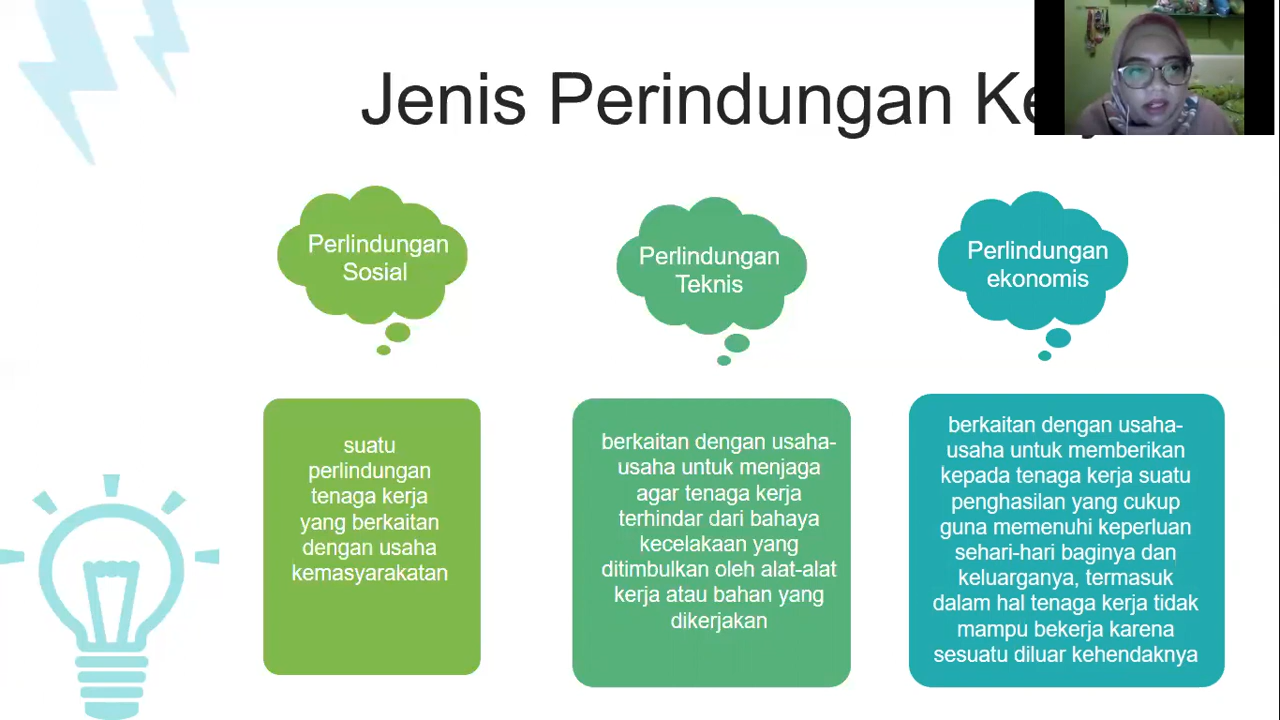 Jenis Perindungan
Perlindungan
Sosial
Perlindungan
Teknis
Perlindungan
ekonomis
suatu
perlindungan
tenaga kerja
yang berkaitan
dengan usaha
kemasyarakatan
berkaitan dengan usaha-
usaha untuk menjaga
agar tenaga kerja
terhindar dari bahaya
kecelakaan yang
ditimbulkan oleh alat-alat
kerja atau bahan yang
dikerjakan
berkaitan dengan usaha-
usaha untuk memberikan
kepada tenaga kerja suatu
penghasilan yang cukup
guna memenuhi keperluan
sehari-hari baginya dan
keluarganya, termasuk
dalam hal tenaga kerja tidak
mampu bekerja karena
sesuatu diluar kehendaknya